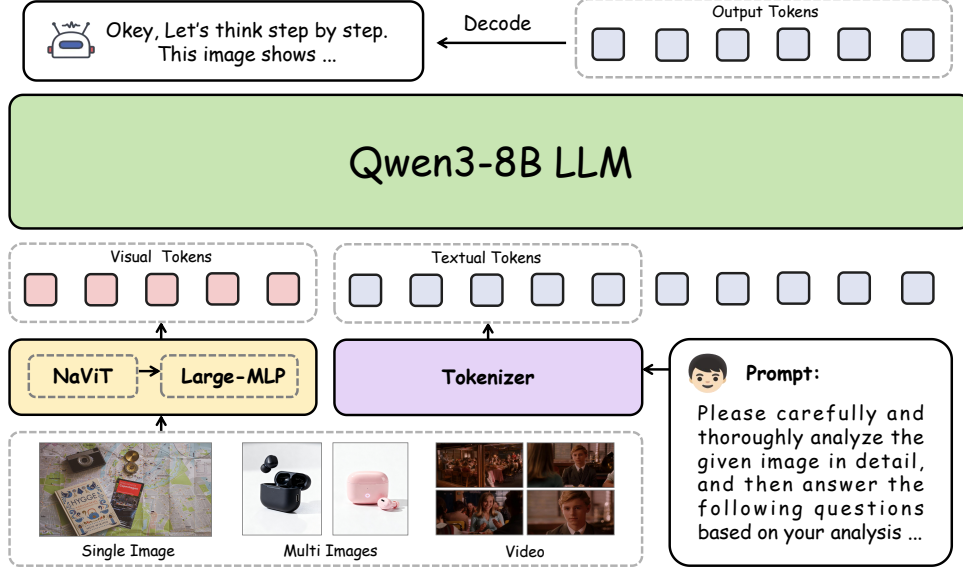 Okey, Let's think step by step.
This image shows ...
Decode
Output Tokens
Qwen3-8B LLM
Visual Tokens
Textual Tokens
NaViT
Large-MLP
Tokenizer
Prompt:
Please carefully and
thoroughly analyze the
given image in detail,
and then answer the
following questions
based on your analysis ...
HYGGE
Single Image
Multi Images
Video